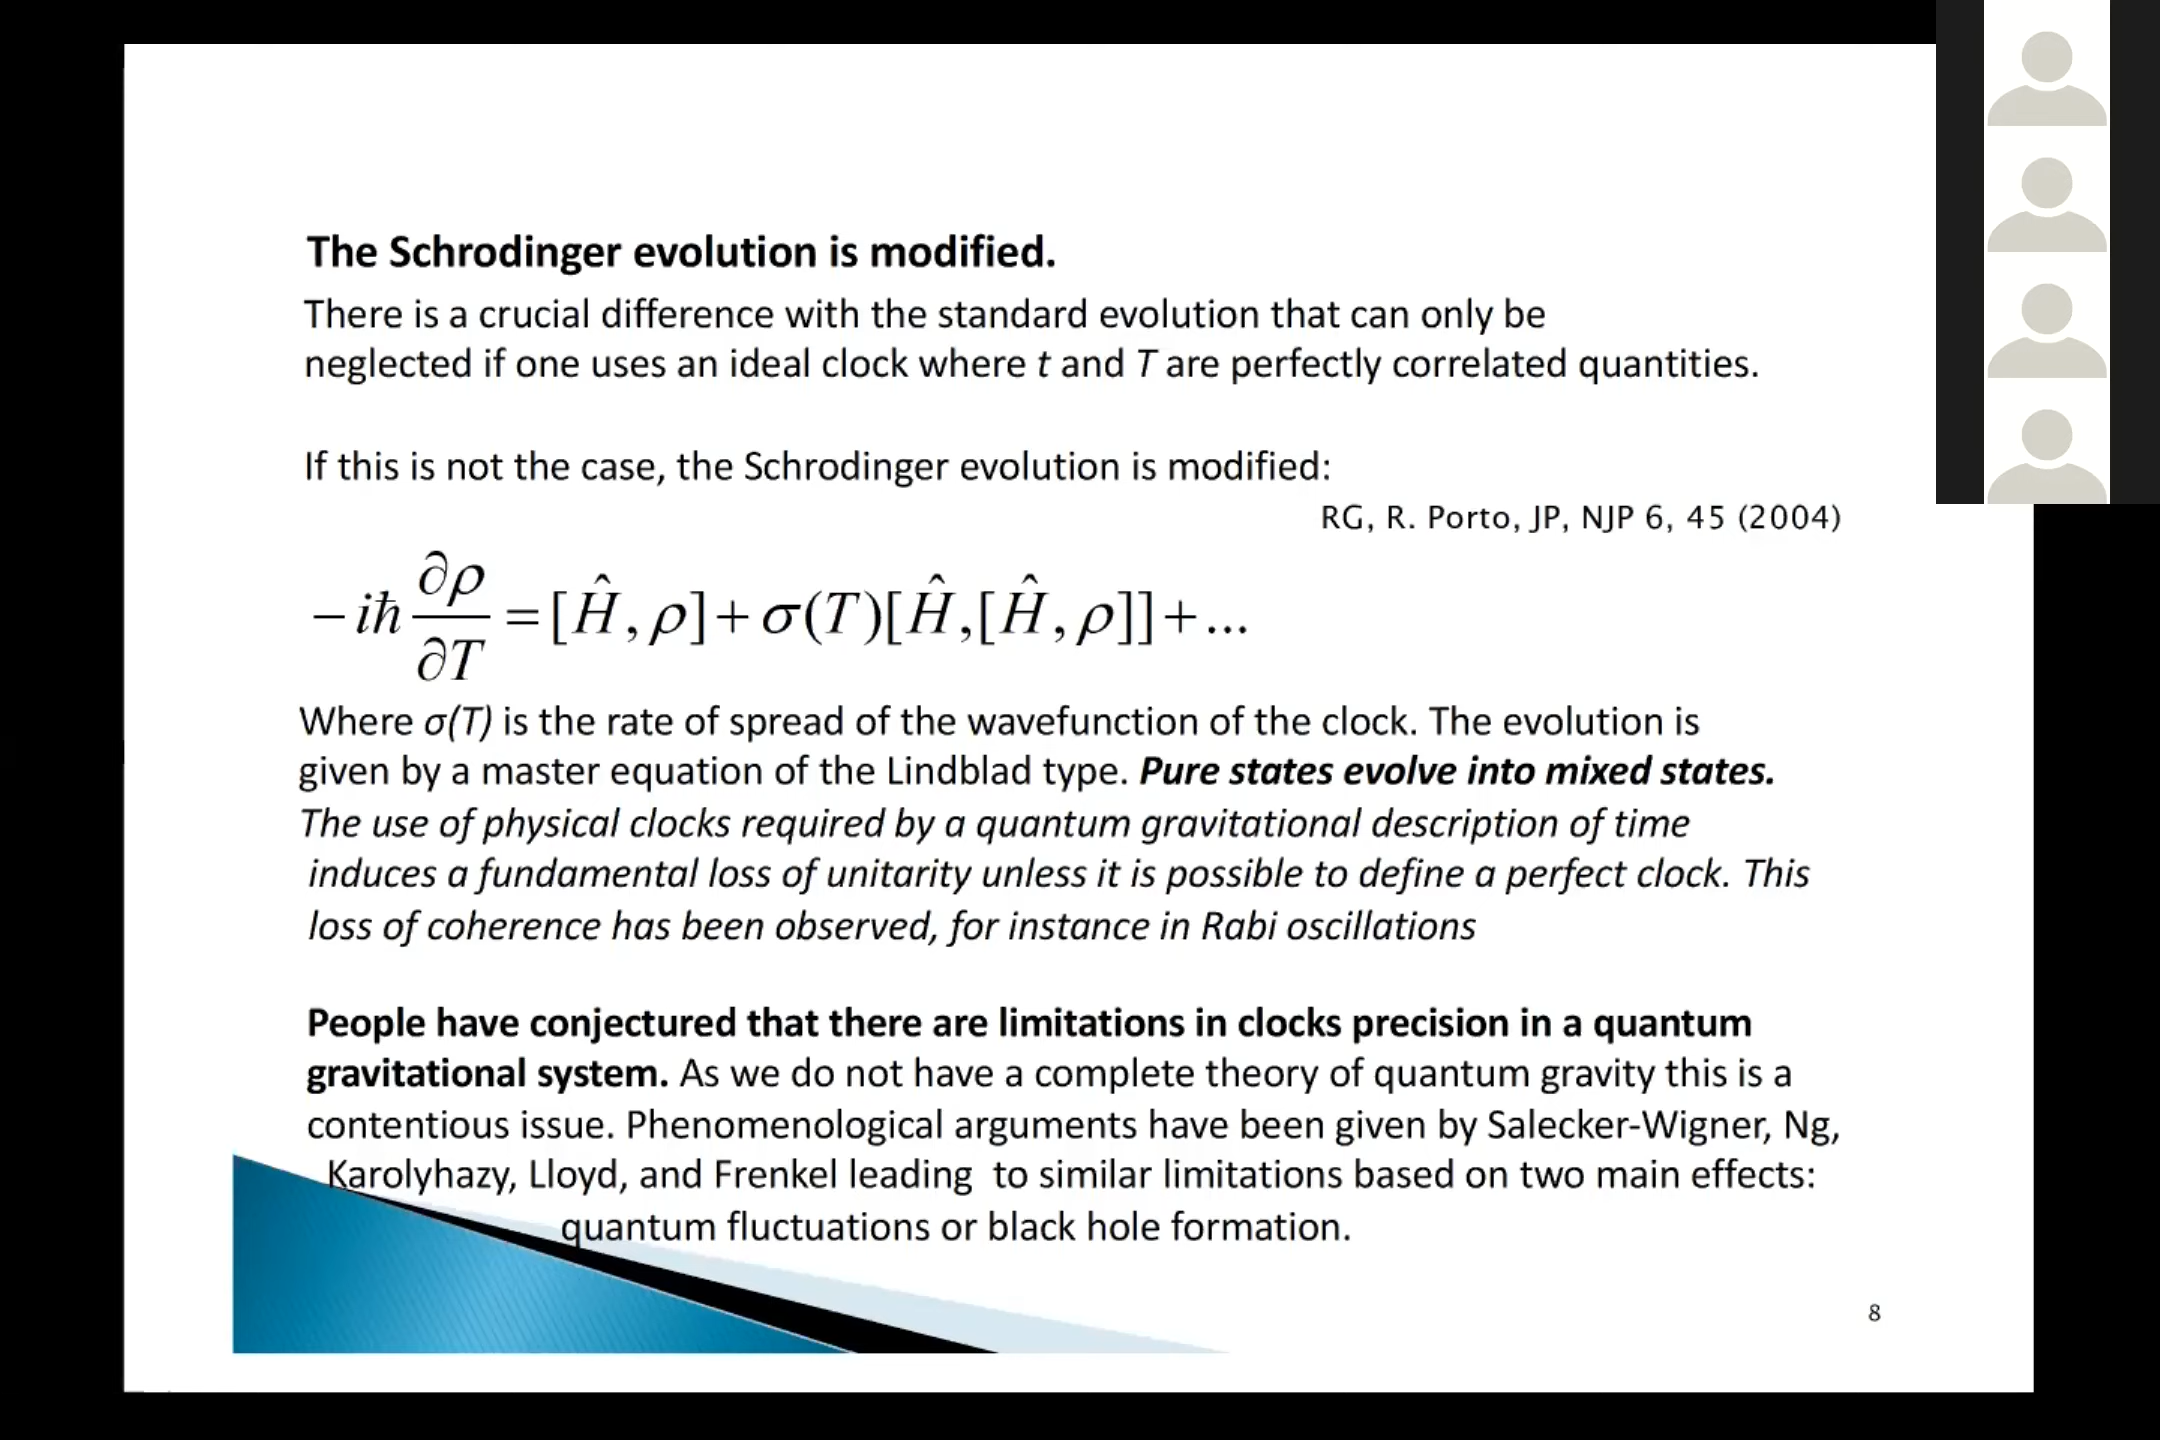 The Schrodinger evolution is modified.
There is a crucial difference with the standard evolution that can only be
neglected if one uses an ideal clock where t and T are perfectly correlated quantities.
If this is not the case, the Schrodinger evolution is modified:
RG, R. Porto, JP, NJP 6, 45 (2004)
−iħ ∂ρ/∂T = [Ĥ, ρ] + σ(T)[Ĥ,[Ĥ, ρ]] + ...
Where σ(T) is the rate of spread of the wavefunction of the clock. The evolution is
given by a master equation of the Lindblad type. Pure states evolve into mixed states.
The use of physical clocks required by a quantum gravitational description of time
induces a fundamental loss of unitarity unless it is possible to define a perfect clock. This
loss of coherence has been observed, for instance in Rabi oscillations
People have conjectured that there are limitations in clocks precision in a quantum
gravitational system. As we do not have a complete theory of quantum gravity this is a
contentious issue. Phenomenological arguments have been given by Salecker-Wigner, Ng,
Karolyhazy, Lloyd, and Frenkel leading to similar limitations based on two main effects:
quantum fluctuations or black hole formation.
8